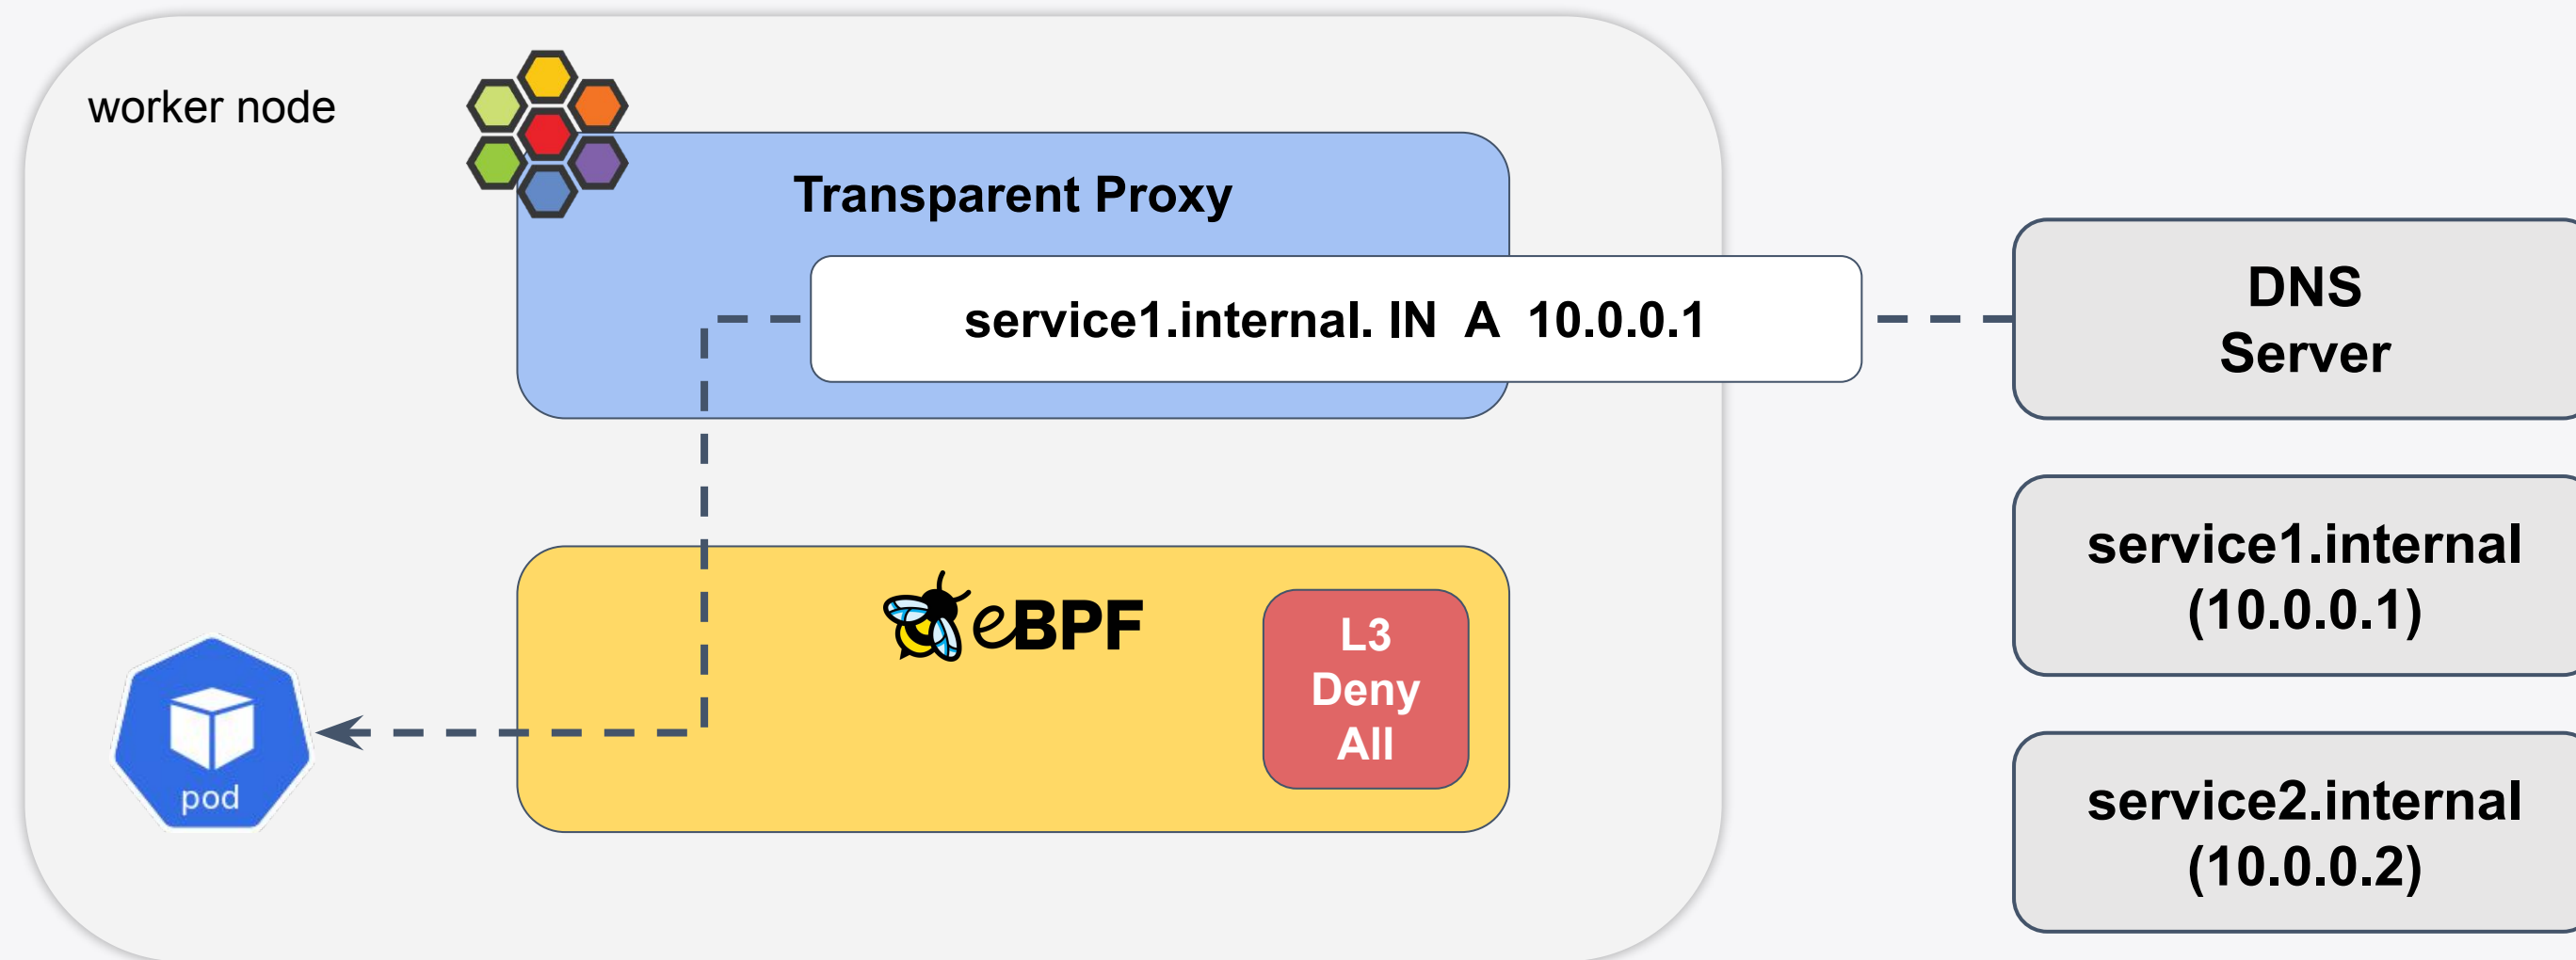 worker node
Transparent Proxy
service1.internal. IN A 10.0.0.1
DNS
Server
service1.internal
(10.0.0.1)
eBPF
L3
Deny
All
pod
service2.internal
(10.0.0.2)